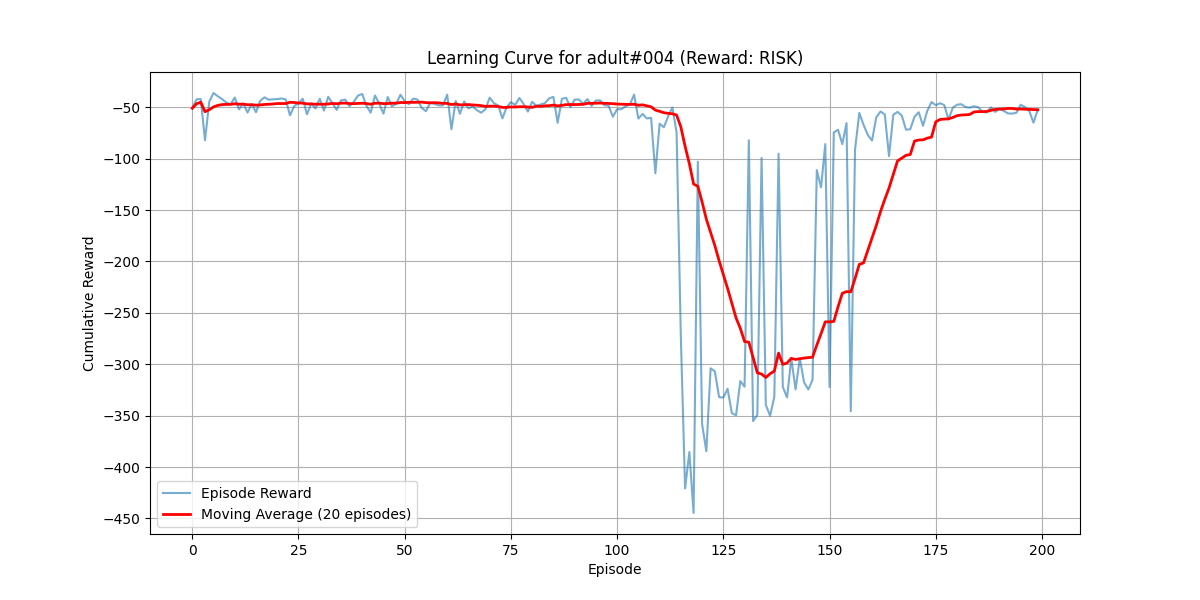 Learning Curve for adult#004 (Reward: RISK)
Cumulative Reward
−50
−100
−150
−200
−250
−300
−350
−400
−450
Episode Reward
Moving Average (20 episodes)
0 25 50 75 100 125 150 175 200
Episode